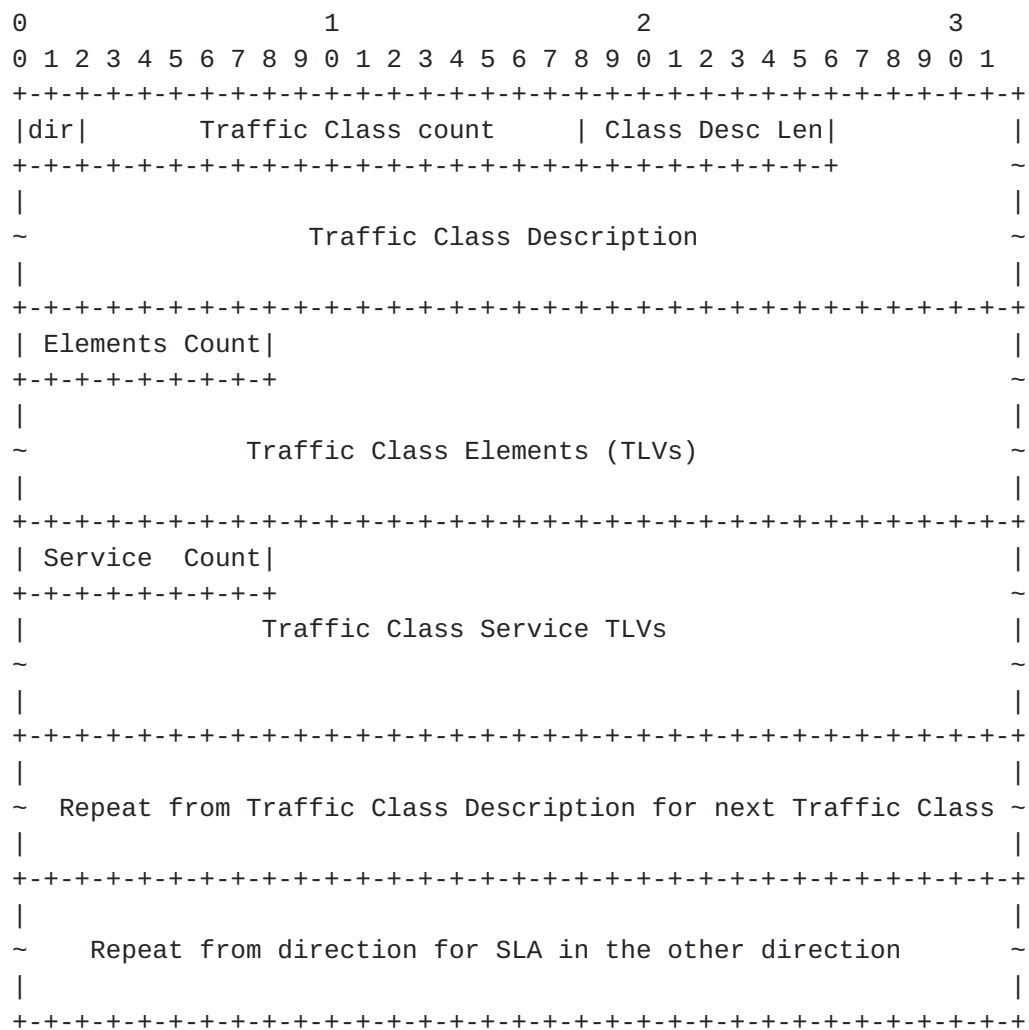 0                   1                   2                   3
0 1 2 3 4 5 6 7 8 9 0 1 2 3 4 5 6 7 8 9 0 1 2 3 4 5 6 7 8 9 0 1
+-+-+-+-+-+-+-+-+-+-+-+-+-+-+-+-+-+-+-+-+-+-+-+-+-+-+-+-+-+-+-+-+
|dir|       Traffic Class count     | Class Desc Len|           |
+-+-+-+-+-+-+-+-+-+-+-+-+-+-+-+-+-+-+-+-+-+-+-+-+-+-+           ~
|                                                               |
~                  Traffic Class Description                    ~
|                                                               |
+-+-+-+-+-+-+-+-+-+-+-+-+-+-+-+-+-+-+-+-+-+-+-+-+-+-+-+-+-+-+-+-+
| Elements Count|                                               |
+-+-+-+-+-+-+-+-+                                               ~
|                                                               |
~              Traffic Class Elements (TLVs)                    ~
|                                                               |
+-+-+-+-+-+-+-+-+-+-+-+-+-+-+-+-+-+-+-+-+-+-+-+-+-+-+-+-+-+-+-+-+
| Service  Count|                                               |
+-+-+-+-+-+-+-+-+                                               ~
|               Traffic Class Service TLVs                      |
~                                                               ~
|                                                               |
+-+-+-+-+-+-+-+-+-+-+-+-+-+-+-+-+-+-+-+-+-+-+-+-+-+-+-+-+-+-+-+-+
|                                                               |
~  Repeat from Traffic Class Description for next Traffic Class ~
|                                                               |
+-+-+-+-+-+-+-+-+-+-+-+-+-+-+-+-+-+-+-+-+-+-+-+-+-+-+-+-+-+-+-+-+
|                                                               |
~    Repeat from direction for SLA in the other direction       ~
|                                                               |
+-+-+-+-+-+-+-+-+-+-+-+-+-+-+-+-+-+-+-+-+-+-+-+-+-+-+-+-+-+-+-+-+